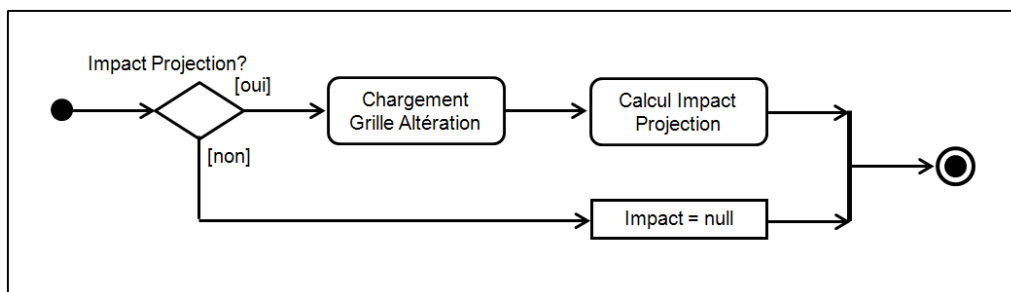 Impact Projection?
[oui]
Chargement
Grille Altération
Calcul Impact
Projection
[non]
Impact = null